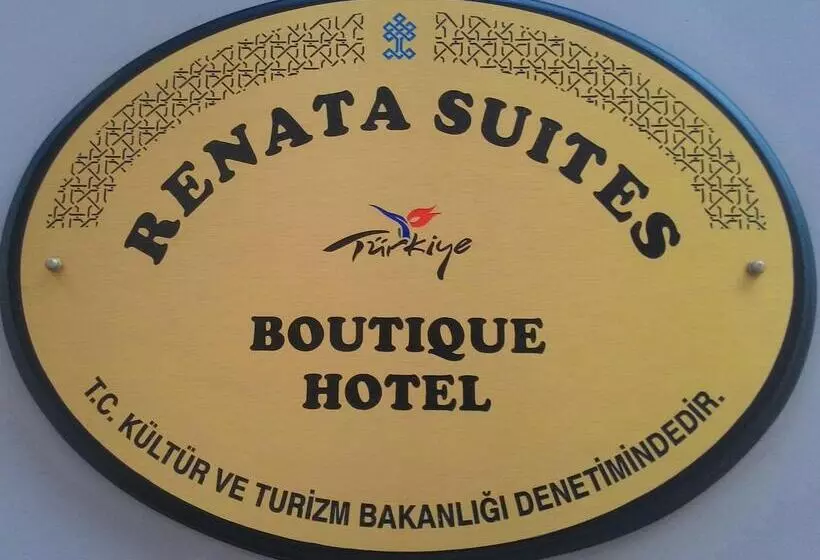 RENATA SUITES
Türkiye
BOUTIQUE
HOTEL
T.C. KÜLTÜR VE TURİZM BAKANLIĞI DENETİMİNDEDİR.